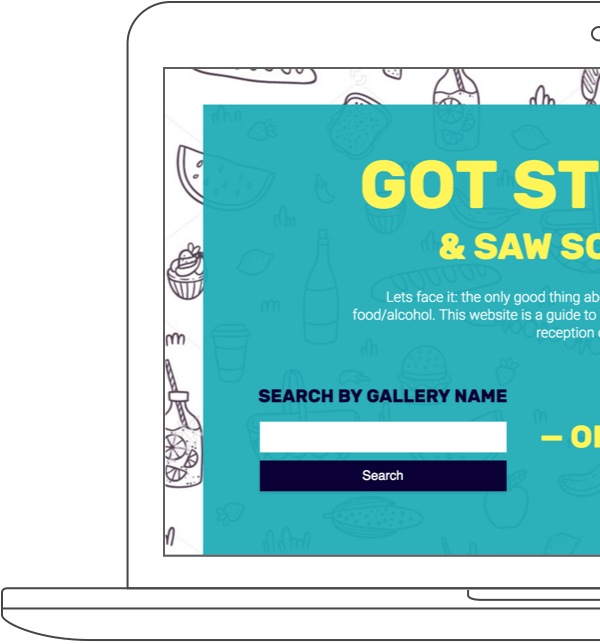 GOT ST
& SAW SO
Lets face it: the only good thing ab
food/alcohol. This website is a guide to
reception
SEARCH BY GALLERY NAME
— O
Search